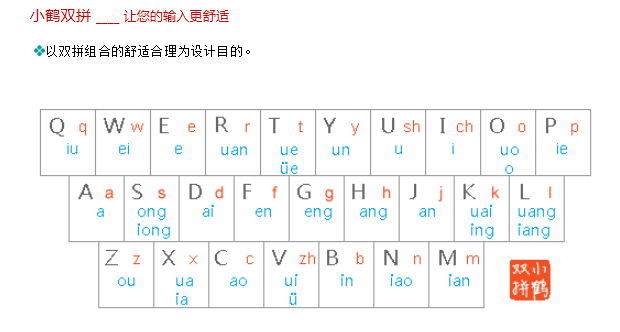 小鹤双拼 ____ 让您的输入更舒适
❖以双拼组合的舒适合理为设计目的。
Q q W w E e R r T t Y y U sh I ch O o P p
iu ei e uan ue un u i uo ie
üe o
A a S s D d F f G g H h J j K k L l
a ong ai en eng ang an uai uang
iong ing iang
Z z X x C c V zh B b N n M m
ou ua ao ui in iao ian
ia ü
双小
拼鹤